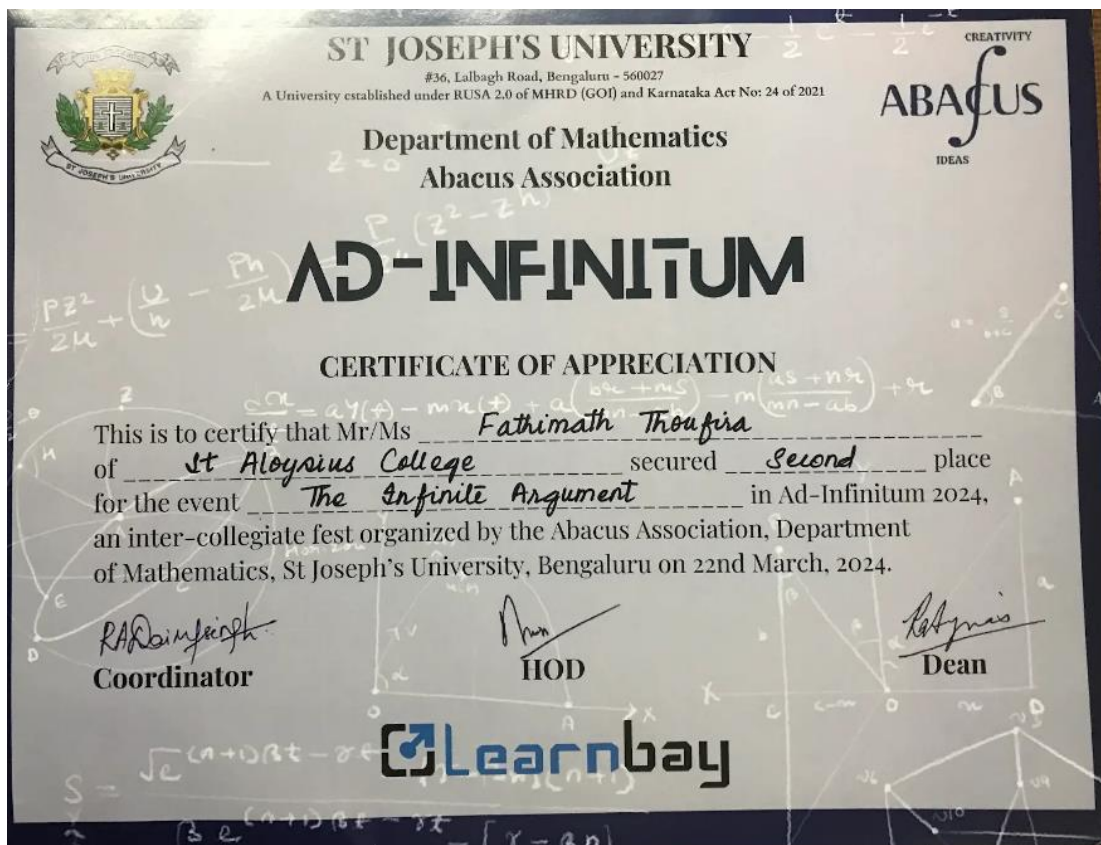 ST JOSEPH'S UNIVERSITY
#36, Lalbagh Road, Bengaluru - 560027
A University established under RUSA 2.0 of MHRD (GOI) and Karnataka Act No: 24 of 2021
ST JOSEPH'S UNIVERSITY
CREATIVITY
ABACUS
IDEAS
Department of Mathematics
Abacus Association
AD-INFINITUM
CERTIFICATE OF APPRECIATION
This is to certify that Mr/Ms Fathimath Thoufira
of St Aloysius College secured Second place
for the event The Infinite Argument in Ad-Infinitum 2024,
an inter-collegiate fest organized by the Abacus Association, Department
of Mathematics, St Joseph's University, Bengaluru on 22nd March, 2024.
Coordinator
HOD
Dean
Learnbay